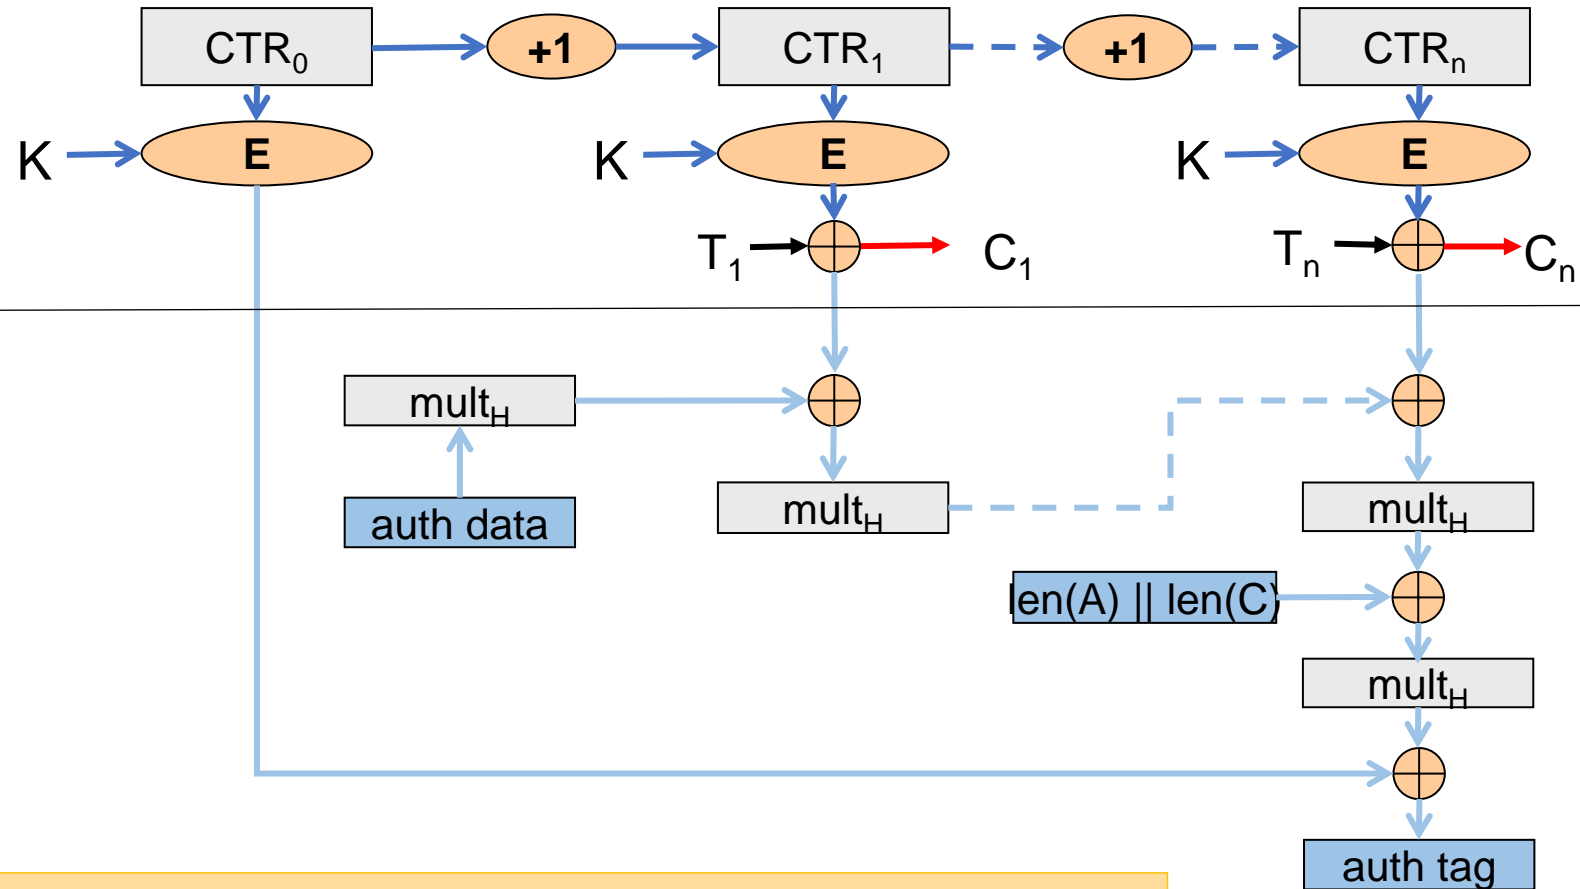 CTR0 +1 CTR1 +1 CTRn
K E K E K E
T1 C1 Tn Cn
multH
auth data multH multH
len(A) || len(C)
multH
auth tag